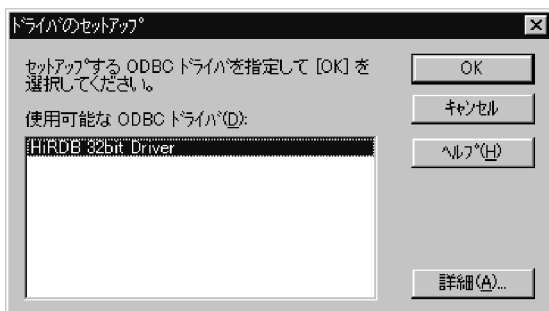 ﾄﾞﾗｲﾊﾞのｾｯﾄｱｯﾌﾟ
ｾｯﾄｱｯﾌﾟする ODBC ﾄﾞﾗｲﾊﾞを指定して [OK] を
選択してください。
使用可能な ODBC ﾄﾞﾗｲﾊﾞ(D):
HiRDB 32bit Driver
OK
ｷｬﾝｾﾙ
ﾍﾙﾌﾟ(H)
詳細(A)...